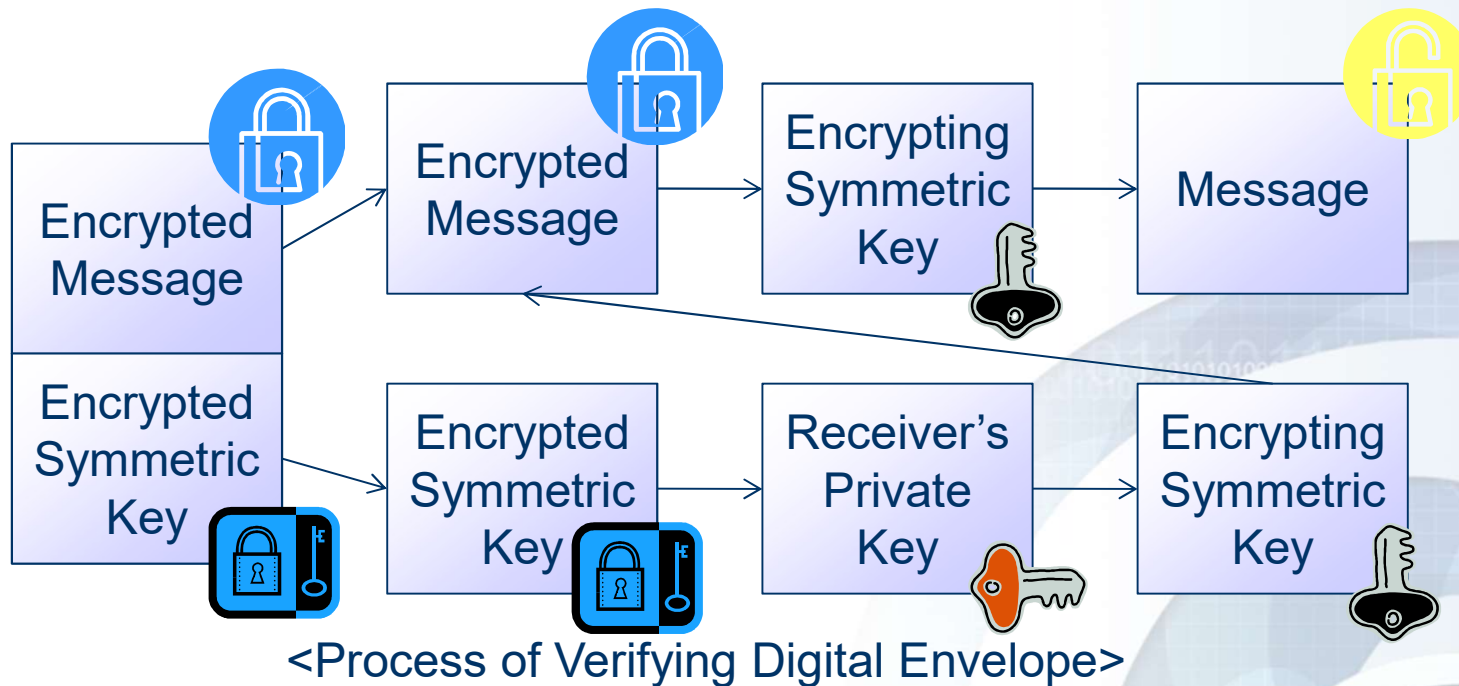 Encrypted
Message
Encrypted
Symmetric
Key
Encrypted
Message
Encrypting
Symmetric
Key
Message
Encrypted
Symmetric
Key
Receiver’s
Private
Key
Encrypting
Symmetric
Key
<Process of Verifying Digital Envelope>